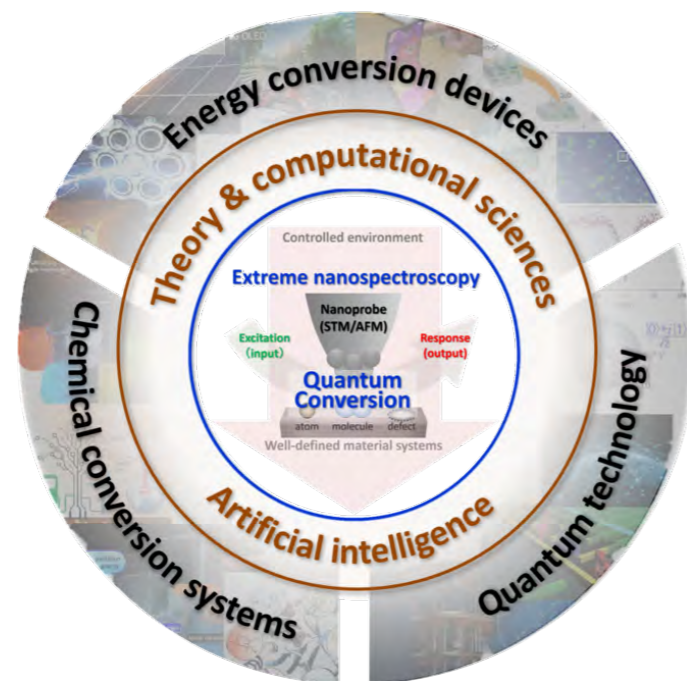 Energy conversion devices
Theory & computational sciences
Controlled environment
Extreme nanospectroscopy
Nanoprobe
(STM/AFM)
Excitation
(input)
Response
(output)
Quantum
Conversion
atom molecule defect
Well-defined material systems
Artificial intelligence
Chemical conversion systems
Quantum technology
OLED